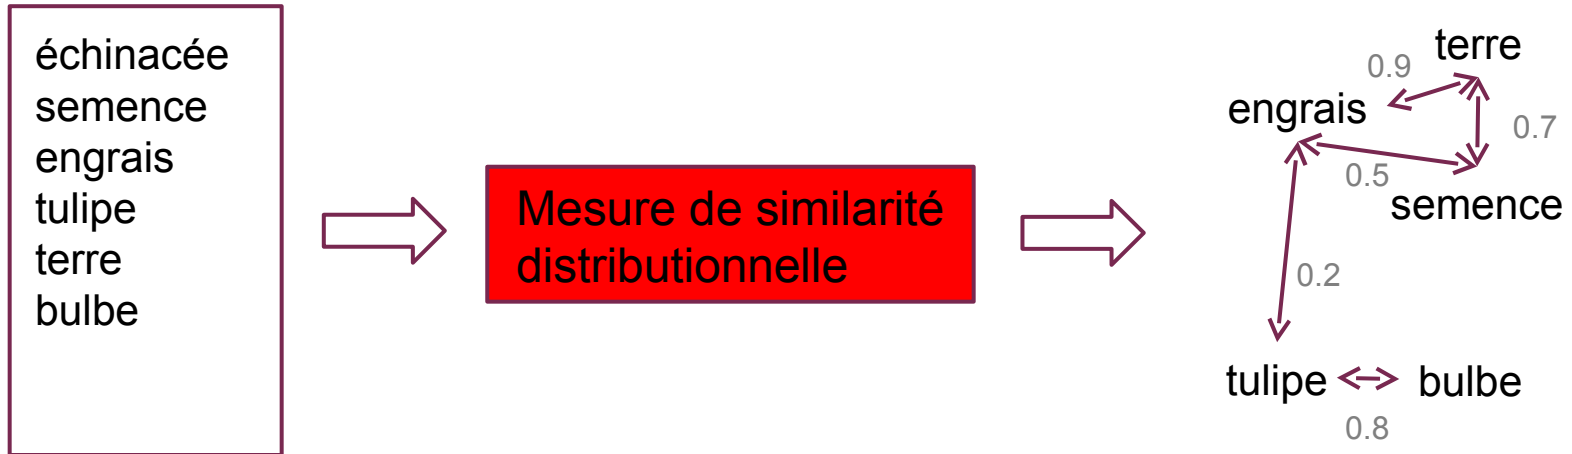 échinacée
semence
engrais
tulipe
terre
bulbe
Mesure de similarité
distributionnelle
terre
0.9
engrais
0.7
0.5
semence
0.2
tulipe
bulbe
0.8